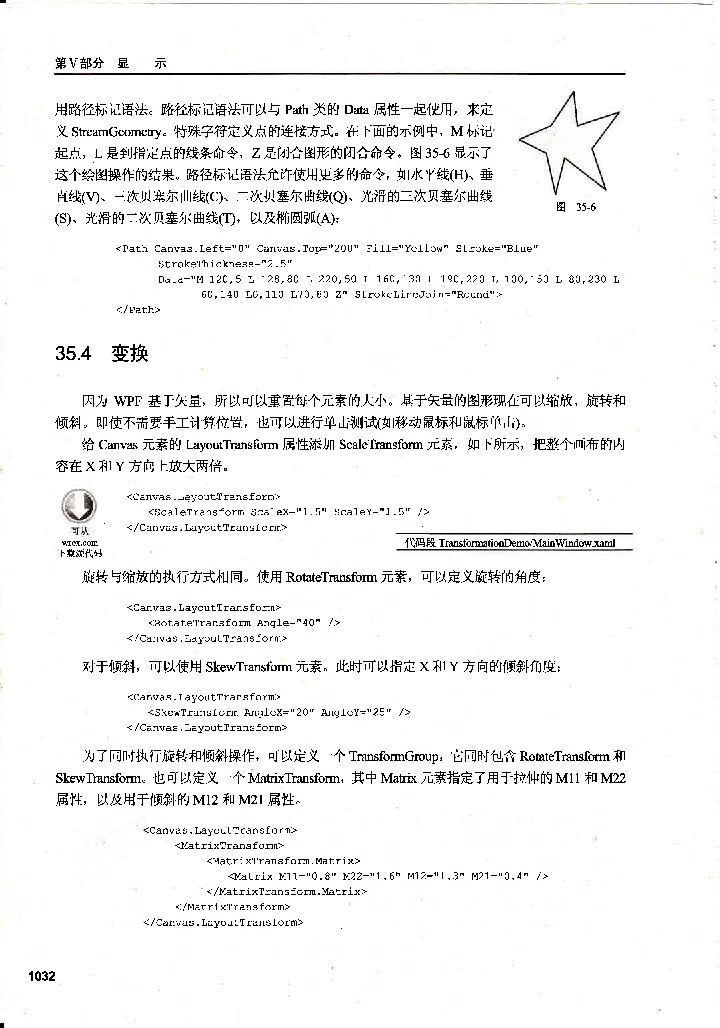 第Ⅴ部分 显 示
用路径标记语法。路径标记语法可以与 Path 类的 Data 属性一起使用，来定
义 StreamGeometry。特殊字符定义点的连接方式。在下面的示例中，M 标记
起点，L 是到指定点的线条命令，Z 是闭合图形的闭合命令。图 35-6 显示了
这个绘图操作的结果。路径标记语法允许使用更多的命令，如水平线(H)、垂
直线(V)、三次贝塞尔曲线(C)、二次贝塞尔曲线(Q)、光滑的三次贝塞尔曲线
(S)、光滑的二次贝塞尔曲线(T)，以及椭圆弧(A)：
图 35-6
<Path Canvas.Left="0" Canvas.Top="200" Fill="Yellow" Stroke="Blue"
StrokeThickness="2.5"
Data="M 120,5 L 128,80 L 220,50 L 160,130 L 190,220 L 100,150 L 80,230 L
60,140 L0,110 L70,80 Z" StrokeLineJoin="Round">
</Path>
35.4 变换
因为 WPF 基于矢量，所以可以重置每个元素的大小。基于矢量的图形现在可以缩放、旋转和
倾斜。即使不需要手工计算位置，也可以进行单击测试(如移动鼠标和鼠标单击)。
给 Canvas 元素的 LayoutTransform 属性添加 ScaleTransform 元素，如下所示，把整个画布的内
容在 X 和 Y 方向上放大两倍。
<Canvas.LayoutTransform>
<ScaleTransform ScaleX="1.5" ScaleY="1.5" />
</Canvas.LayoutTransform>
可从
wrox.com
下载源代码
代码段 TransformationDemo/MainWindow.xaml
旋转与缩放的执行方式相同。使用 RotateTransform 元素，可以定义旋转的角度：
<Canvas.LayoutTransform>
<RotateTransform Angle="40" />
</Canvas.LayoutTransform>
对于倾斜，可以使用 SkewTransform 元素。此时可以指定 X 和 Y 方向的倾斜角度：
<Canvas.LayoutTransform>
<SkewTransform AngleX="20" AngleY="25" />
</Canvas.LayoutTransform>
为了同时执行旋转和倾斜操作，可以定义一个 TransformGroup，它同时包含 RotateTransform 和
SkewTransform。也可以定义一个 MatrixTransform，其中 Matrix 元素指定了用于拉伸的 M11 和 M22
属性，以及用于倾斜的 M12 和 M21 属性。
<Canvas.LayoutTransform>
<MatrixTransform>
<MatrixTransform.Matrix>
<Matrix M11="0.8" M22="1.6" M12="1.3" M21="0.4" />
</MatrixTransform.Matrix>
</MatrixTransform>
</Canvas.LayoutTransform>
1032